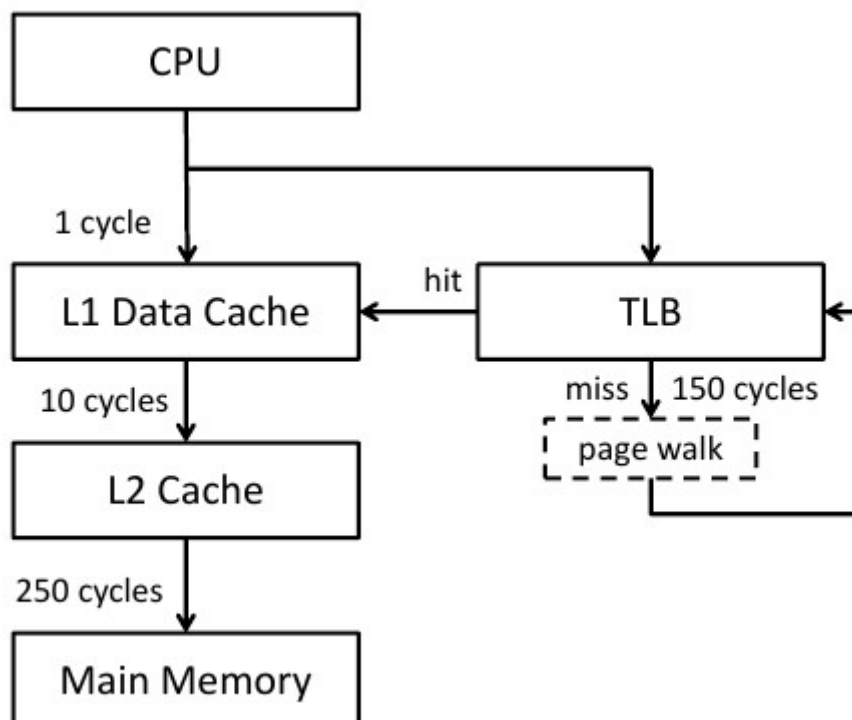 CPU
1 cycle
L1 Data Cache
hit
TLB
10 cycles
miss
150 cycles
page walk
L2 Cache
250 cycles
Main Memory